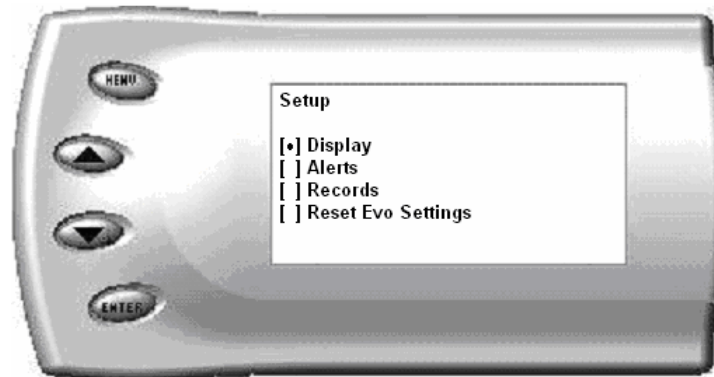 MENU
Setup
[•] Display
[ ] Alerts
[ ] Records
[ ] Reset Evo Settings
ENTER